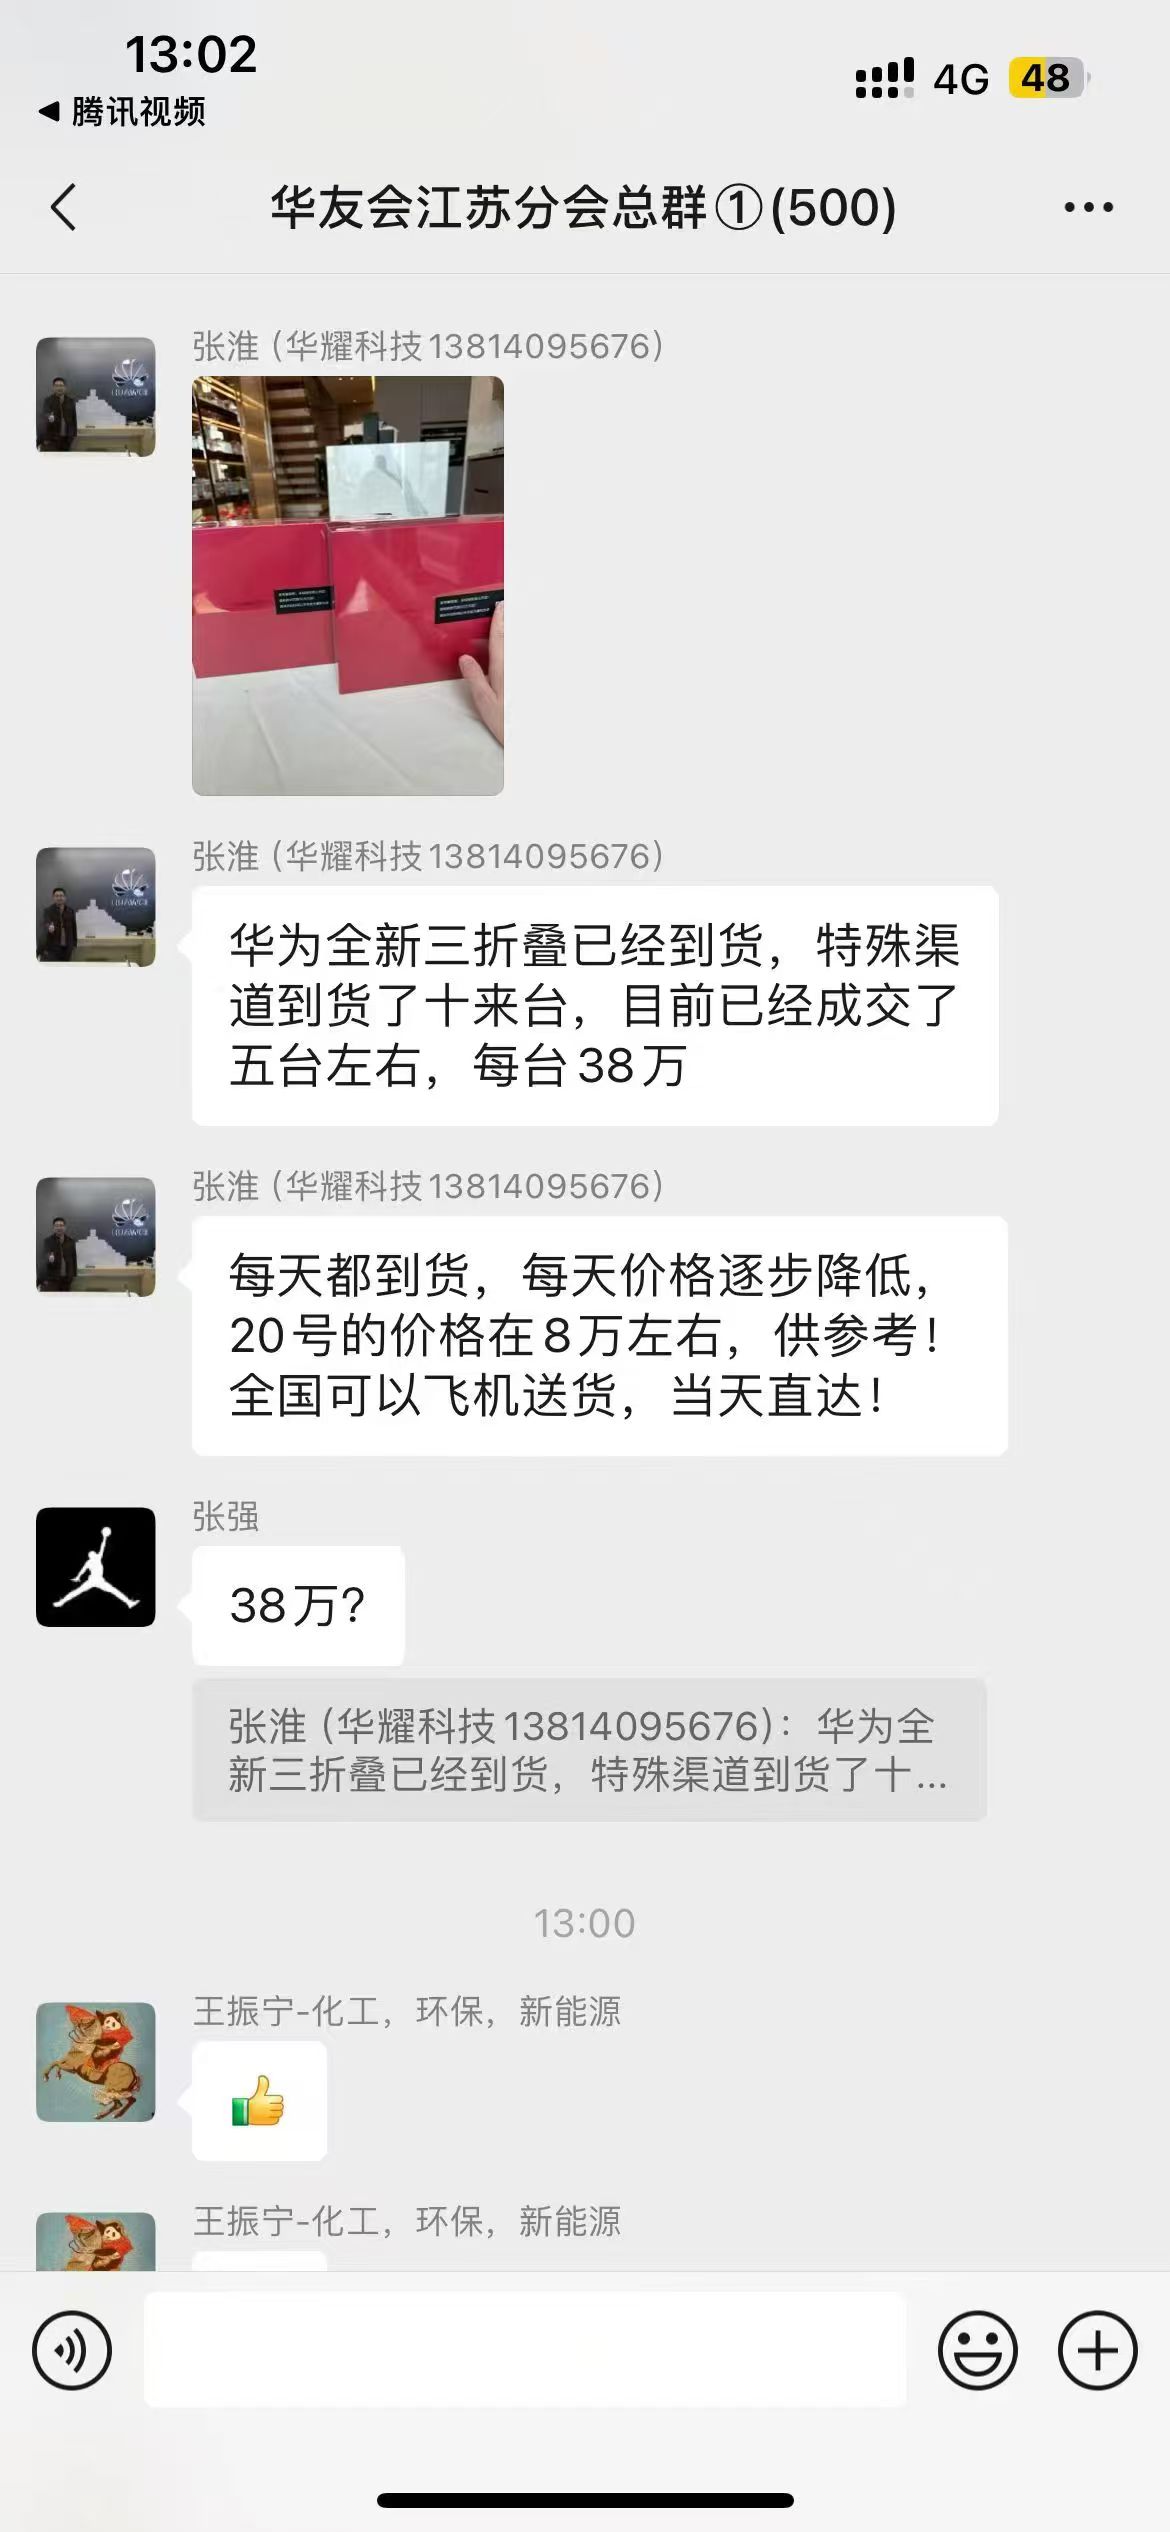 13:02
4G 48
腾讯视频
华友会江苏分会总群①(500)
张淮（华耀科技13814095676）
张淮（华耀科技13814095676）
华为全新三折叠已经到货，特殊渠
道到货了十来台，目前已经成交了
五台左右，每台38万
张淮（华耀科技13814095676）
每天都到货，每天价格逐步降低，
20号的价格在8万左右，供参考！
全国可以飞机送货，当天直达！
张强
38万?
张淮（华耀科技13814095676）：华为全
新三折叠已经到货，特殊渠道到货了十...
13:00
王振宁-化工，环保，新能源
王振宁-化工，环保，新能源